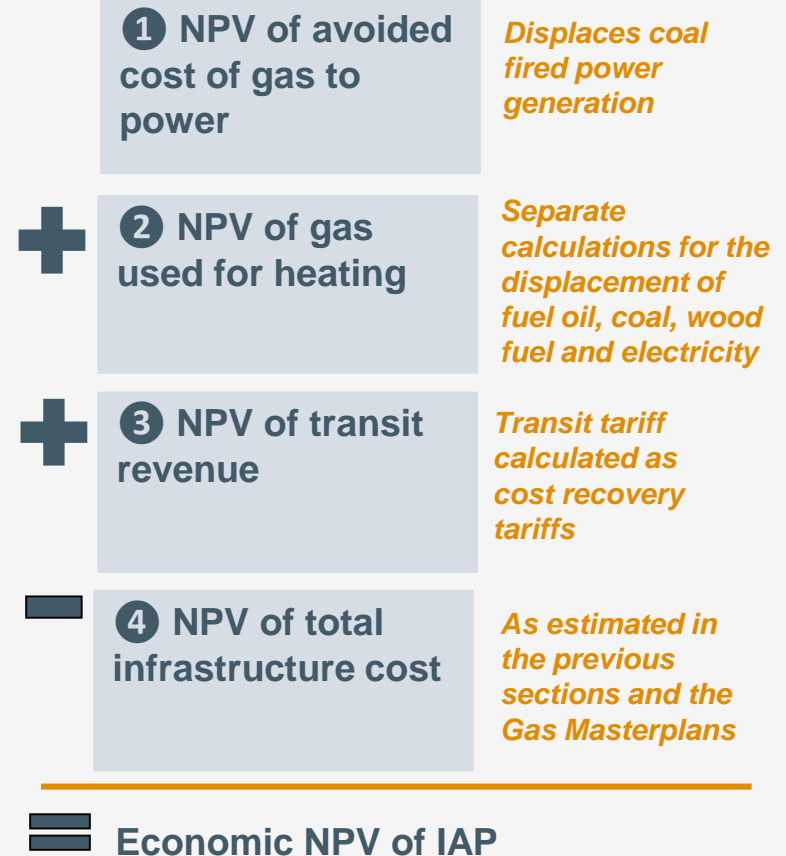 ❶ NPV of avoided
cost of gas to
power
Displaces coal
fired power
generation
❷ NPV of gas
used for heating
Separate
calculations for the
displacement of
fuel oil, coal, wood
fuel and electricity
❸ NPV of transit
revenue
Transit tariff
calculated as
cost recovery
tariffs
❹ NPV of total
infrastructure cost
As estimated in
the previous
sections and the
Gas Masterplans
Economic NPV of IAP